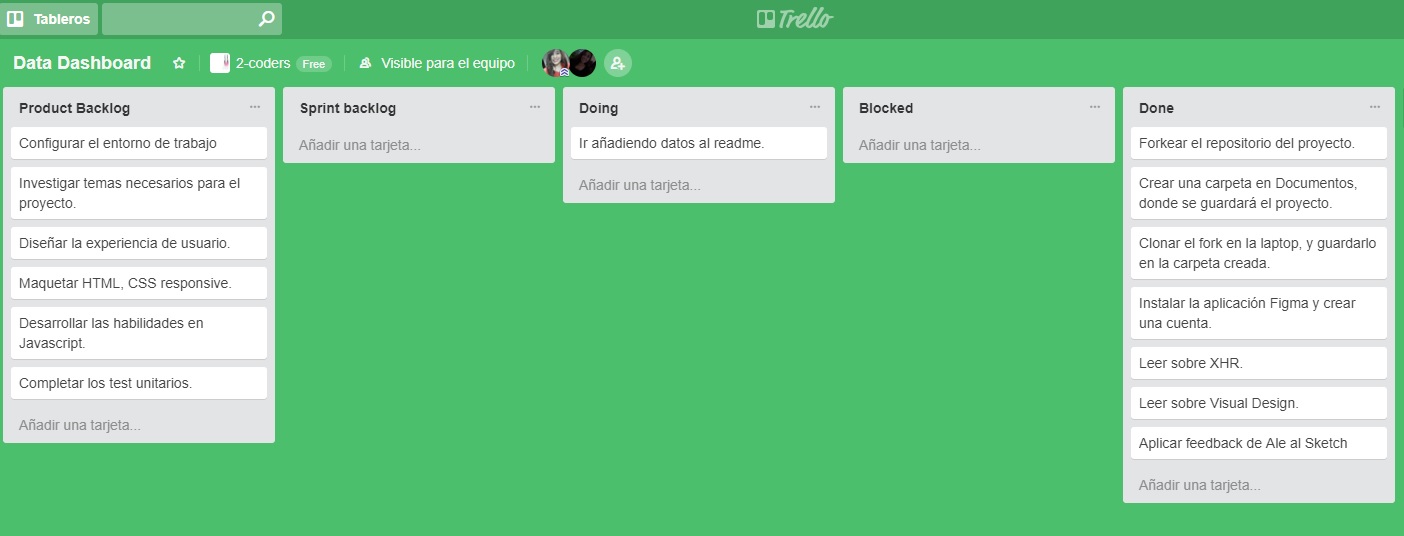 Tableros
Trello
Data Dashboard
2-coders Free
Visible para el equipo
Product Backlog
Configurar el entorno de trabajo
Investigar temas necesarios para el
proyecto.
Diseñar la experiencia de usuario.
Maquetar HTML, CSS responsive.
Desarrollar las habilidades en
Javascript.
Completar los test unitarios.
Añadir una tarjeta...
Sprint backlog
Añadir una tarjeta...
Doing
Ir añadiendo datos al readme.
Añadir una tarjeta...
Blocked
Añadir una tarjeta...
Done
Forkear el repositorio del proyecto.
Crear una carpeta en Documentos,
donde se guardará el proyecto.
Clonar el fork en la laptop, y guardarlo
en la carpeta creada.
Instalar la aplicación Figma y crear
una cuenta.
Leer sobre XHR.
Leer sobre Visual Design.
Aplicar feedback de Ale al Sketch
Añadir una tarjeta...